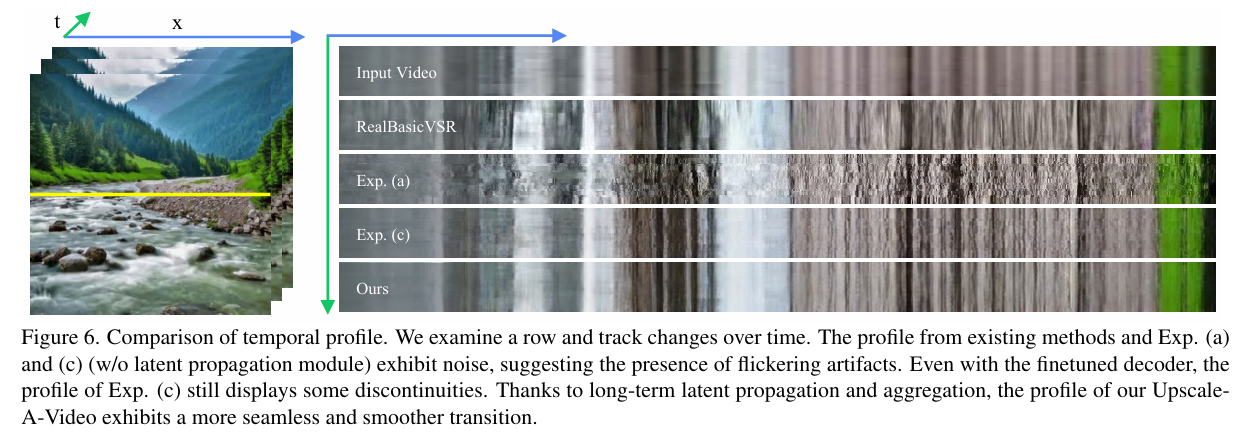 t
x
Input Video
RealBasicVSR
Exp. (a)
Exp. (c)
Ours
Figure 6. Comparison of temporal profile. We examine a row and track changes over time. The profile from existing methods and Exp. (a)
and (c) (w/o latent propagation module) exhibit noise, suggesting the presence of flickering artifacts. Even with the finetuned decoder, the
profile of Exp. (c) still displays some discontinuities. Thanks to long-term latent propagation and aggregation, the profile of our Upscale-
A-Video exhibits a more seamless and smoother transition.